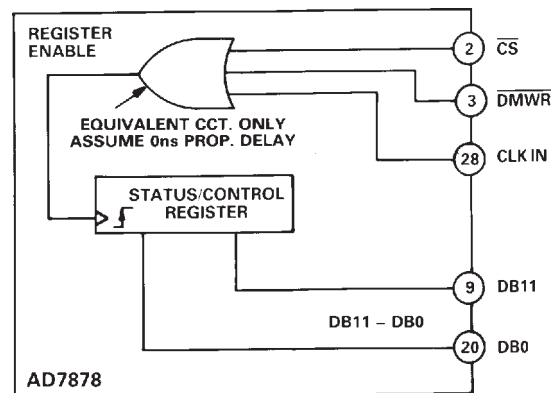 REGISTER
ENABLE
2 CS
3 DMWR
EQUIVALENT CCT. ONLY
ASSUME 0ns PROP. DELAY
28 CLK IN
STATUS/CONTROL
REGISTER
9 DB11
DB11 – DB0
20 DB0
AD7878